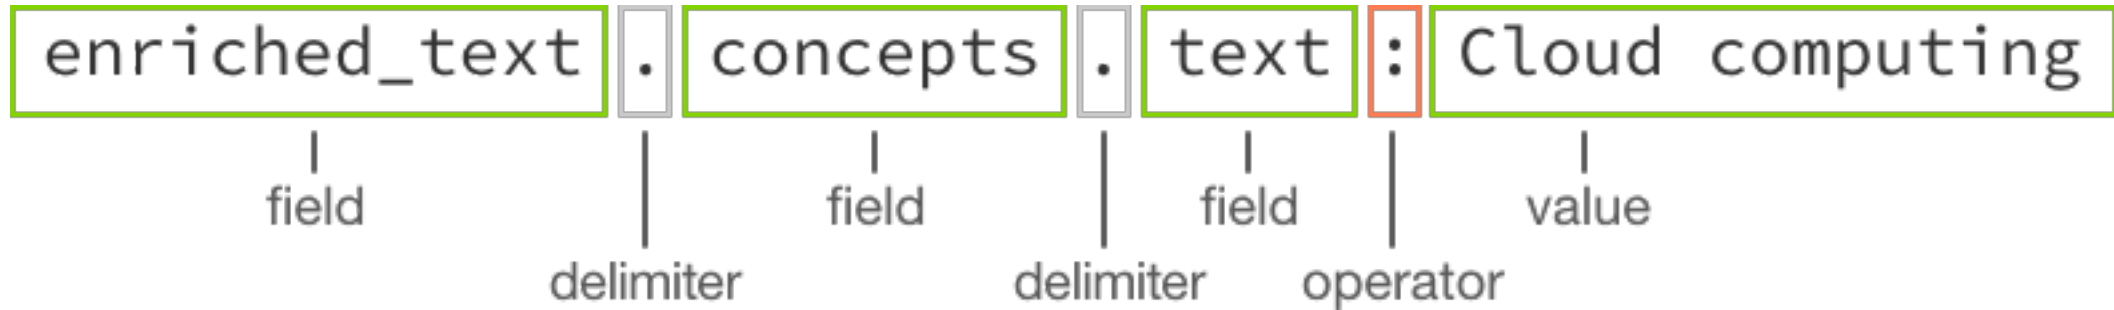 enriched_text . concepts . text : Cloud computing
field field field value
delimiter delimiter operator